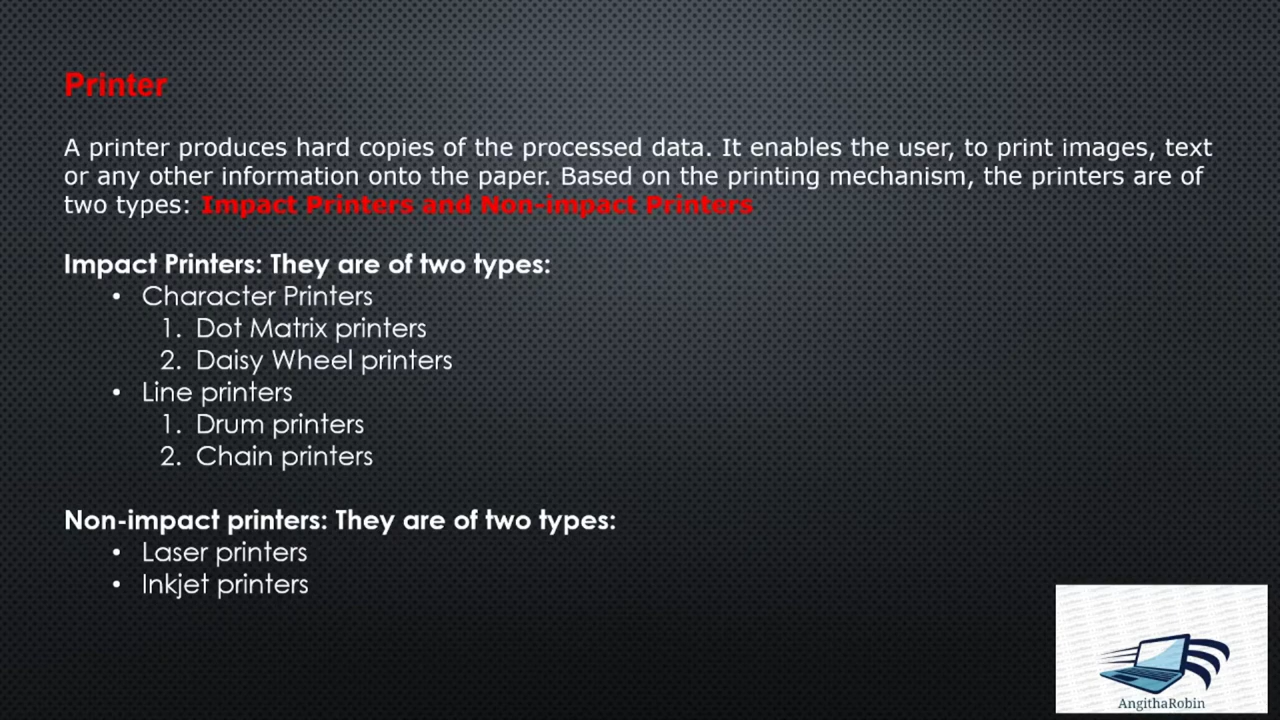 Printer
A printer produces hard copies of the processed data. It enables the user, to print images, text
or any other information onto the paper. Based on the printing mechanism, the printers are of
two types: Impact Printers and Non-impact Printers
Impact Printers: They are of two types:
• Character Printers
1. Dot Matrix printers
2. Daisy Wheel printers
• Line printers
1. Drum printers
2. Chain printers
Non-impact printers: They are of two types:
• Laser printers
• Inkjet printers
AngithaRobin